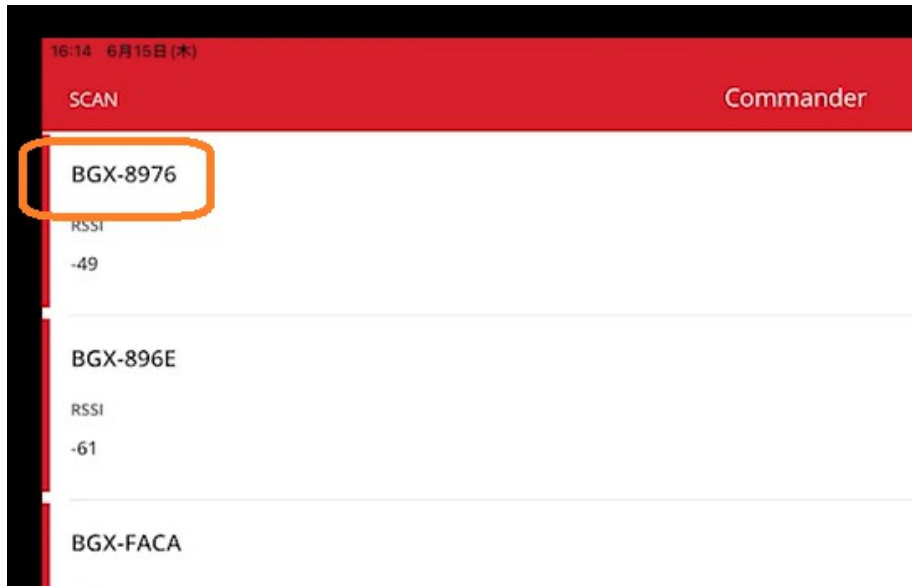 16:14 6月15日(木)
SCAN Commander
BGX-8976
RSSI
-49
BGX-896E
RSSI
-61
BGX-FACA